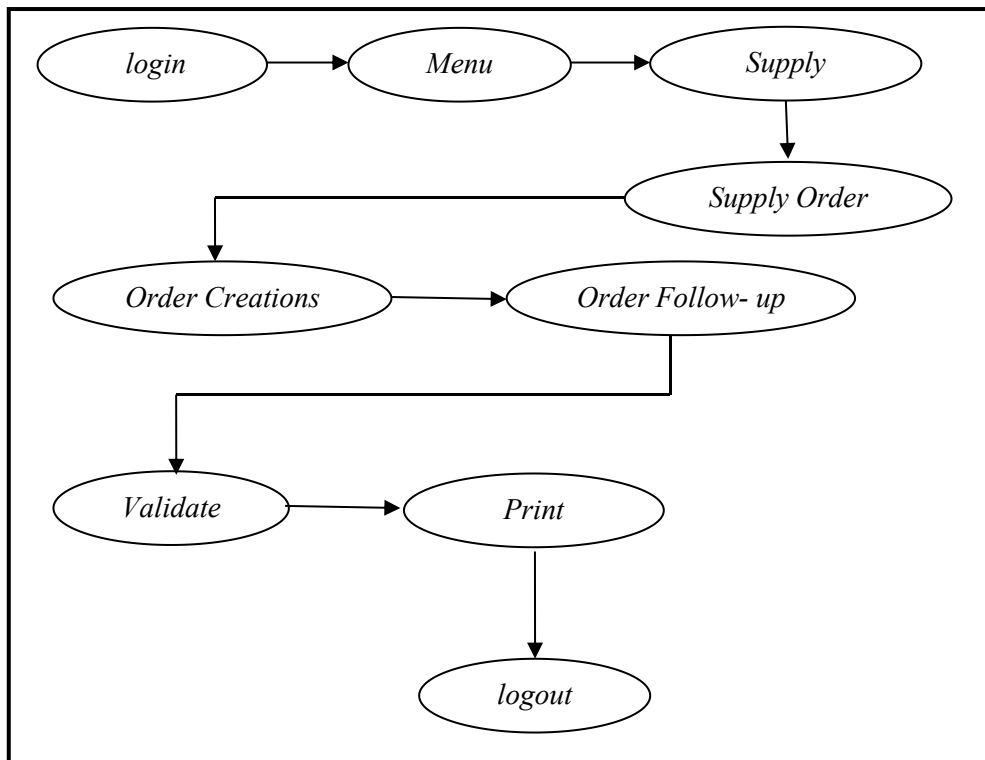 login
Menu
Supply
Supply Order
Order Creations
Order Follow- up
Validate
Print
logout